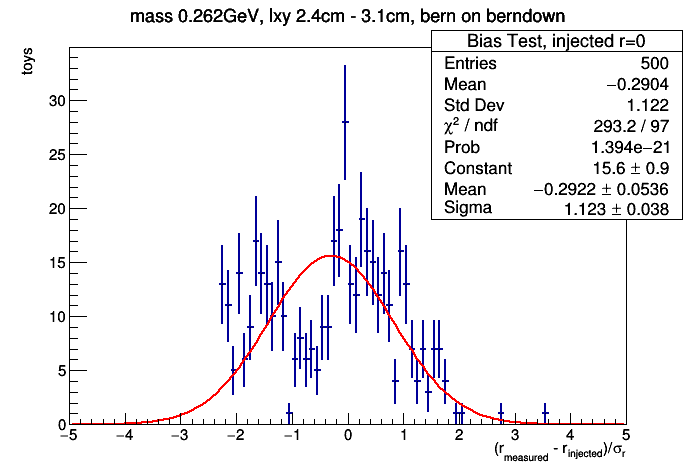 mass 0.262GeV, lxy 2.4cm - 3.1cm, bern on berndown
Bias Test, injected r=0
Entries 500
Mean −0.2904
Std Dev 1.122
χ² / ndf 293.2 / 97
Prob 1.394e−21
Constant 15.6 ± 0.9
Mean −0.2922 ± 0.0536
Sigma 1.123 ± 0.038
toys
30
25
20
15
10
5
0
−5 −4 −3 −2 −1 0 1 2 3 4 5
(r_measured - r_injected)/σ_r